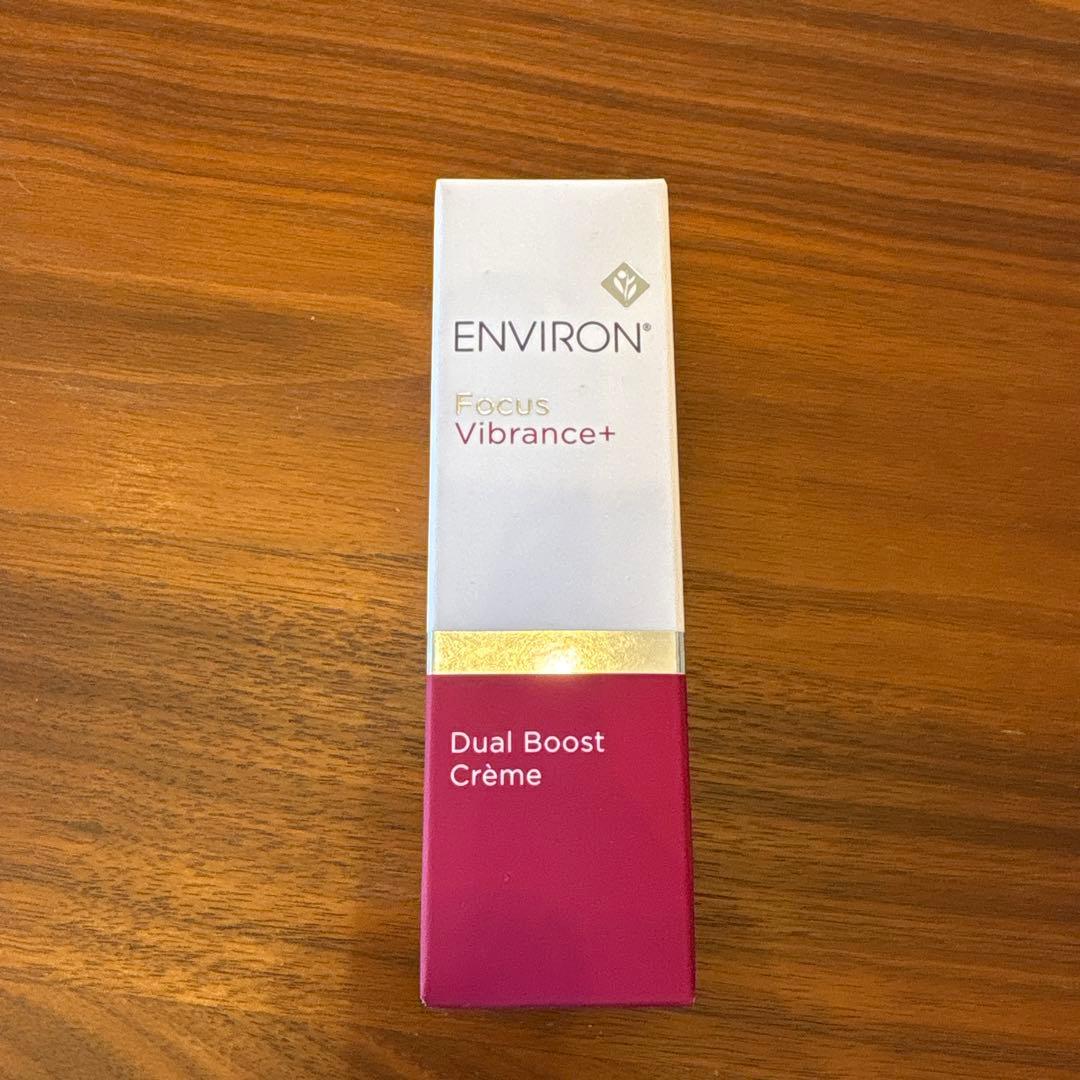 ENVIRON®
Focus
Vibrance+
Dual Boost
Crème